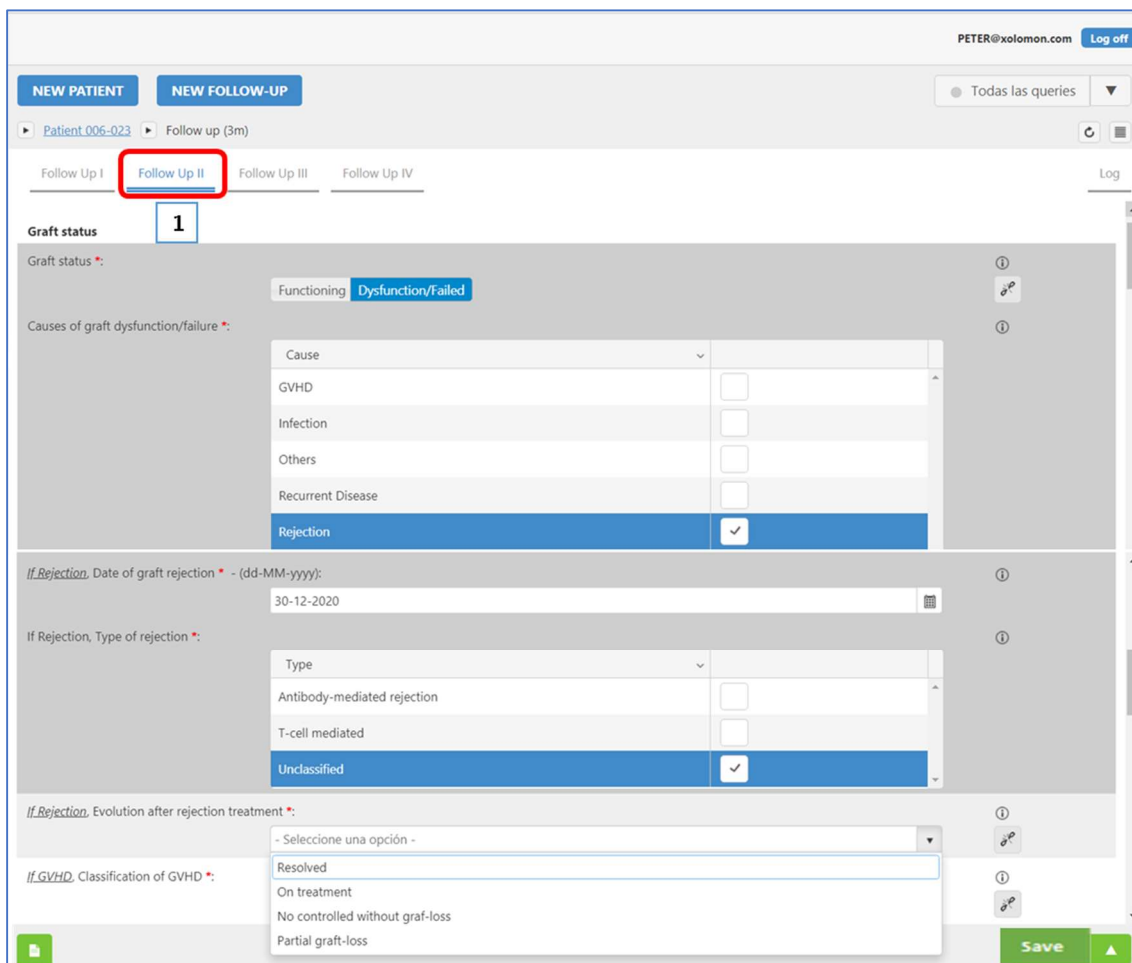 PETER@xolomon.com Log off
NEW PATIENT NEW FOLLOW-UP Todas las queries
Patient 006-023 Follow up (3m)
Follow Up I Follow Up II Follow Up III Follow Up IV Log
1
Graft status
Graft status *:
Functioning Dysfunction/Failed
Causes of graft dysfunction/failure *:
Cause
GVHD
Infection
Others
Recurrent Disease
Rejection
If Rejection, Date of graft rejection * - (dd-MM-yyyy):
30-12-2020
If Rejection, Type of rejection *:
Type
Antibody-mediated rejection
T-cell mediated
Unclassified
If Rejection, Evolution after rejection treatment *:
- Seleccione una opción -
Resolved
If GVHD, Classification of GVHD *:
On treatment
No controlled without graf-loss
Partial graft-loss
Save